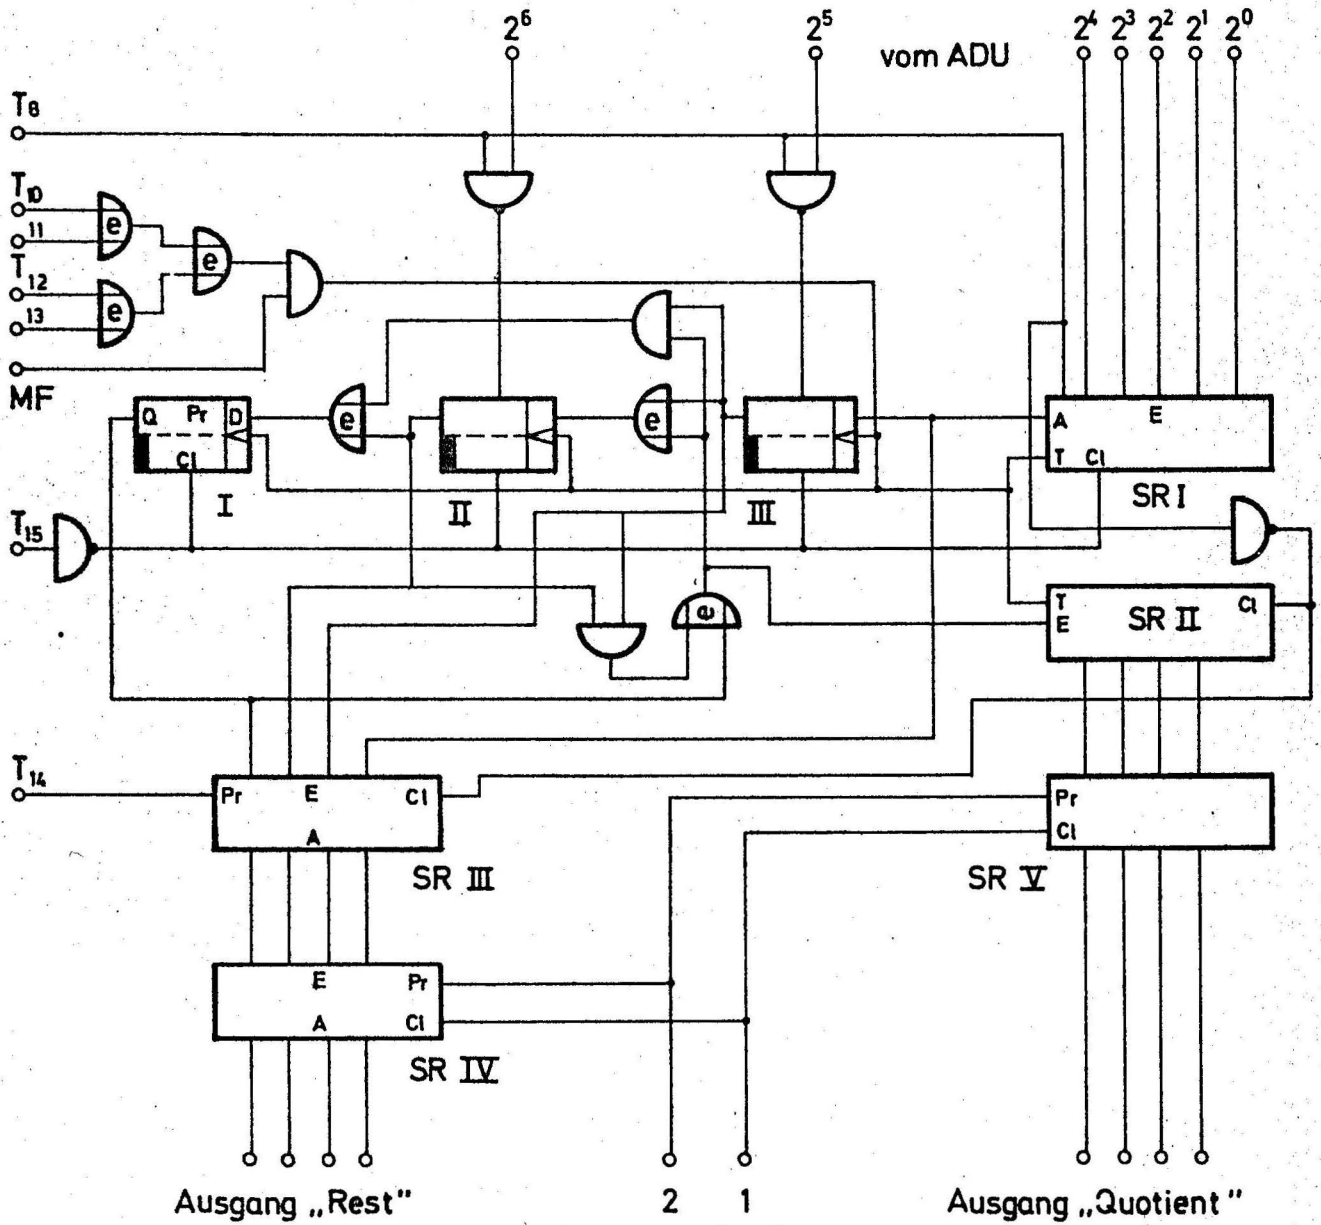 2⁶ 2⁵ vom ADU 2⁴ 2³ 2² 2¹ 2⁰
T₈
T₁₀
11
T₁₂
13
MF
e
e
e
Q Pr D
Cl
I
e
II
e
III
A E
T Cl
SR I
T₁₅
e
T
E
SR II Cl
T₁₄
Pr E Cl
A
SR III
Pr
Cl
SR V
E Pr
A Cl
SR IV
Ausgang „Rest" 2 1 Ausgang „Quotient"